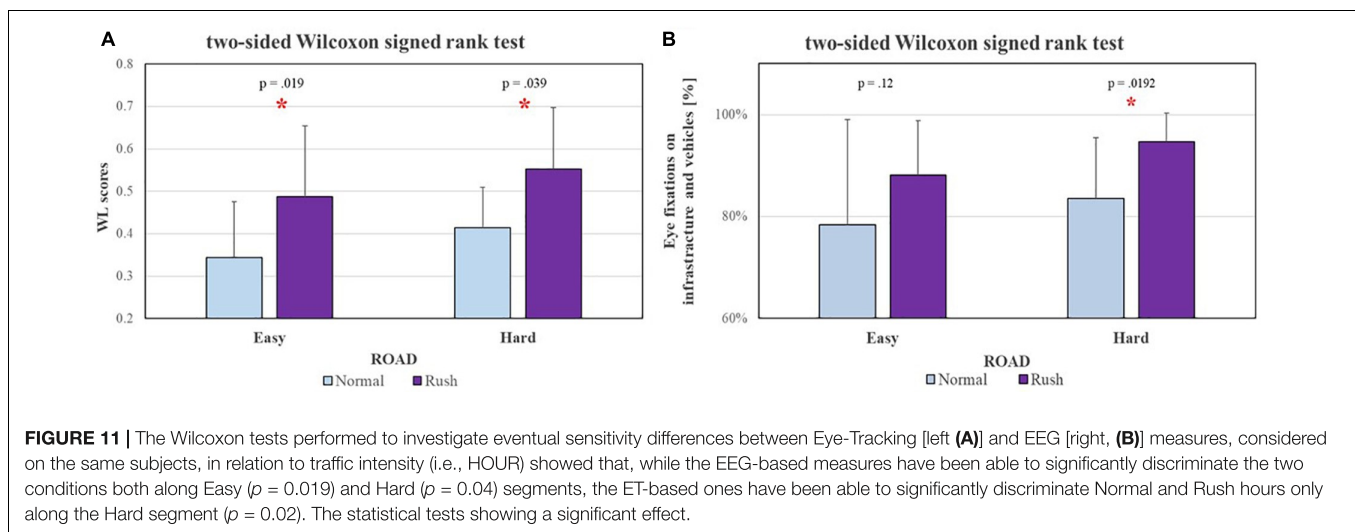 A
two-sided Wilcoxon signed rank test
0.8
0.7
0.6
0.5
0.4
0.3
0.2
WL scores
p = .019
*
p = .039
*
Easy
Hard
ROAD
Normal
Rush
B
two-sided Wilcoxon signed rank test
100%
80%
60%
Eye fixations on
infrastracture and vehicles [%]
p = .12
p = .0192
*
Easy
Hard
ROAD
Normal
Rush
FIGURE 11 | The Wilcoxon tests performed to investigate eventual sensitivity differences between Eye-Tracking [left (A)] and EEG [right, (B)] measures, considered
on the same subjects, in relation to traffic intensity (i.e., HOUR) showed that, while the EEG-based measures have been able to significantly discriminate the two
conditions both along Easy (p = 0.019) and Hard (p = 0.04) segments, the ET-based ones have been able to significantly discriminate Normal and Rush hours only
along the Hard segment (p = 0.02). The statistical tests showing a significant effect.